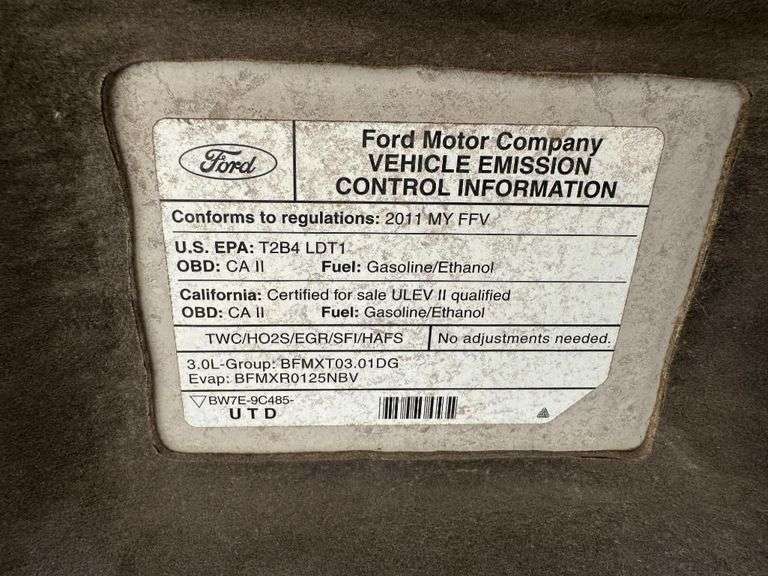 Ford
Ford Motor Company
VEHICLE EMISSION
CONTROL INFORMATION
Conforms to regulations: 2011 MY FFV
U.S. EPA: T2B4 LDT1
OBD: CA II Fuel: Gasoline/Ethanol
California: Certified for sale ULEV II qualified
OBD: CA II Fuel: Gasoline/Ethanol
TWC/HO2S/EGR/SFI/HAFS No adjustments needed.
3.0L-Group: BFMXT03.01DG
Evap: BFMXR0125NBV
BW7E-9C485-
UTD